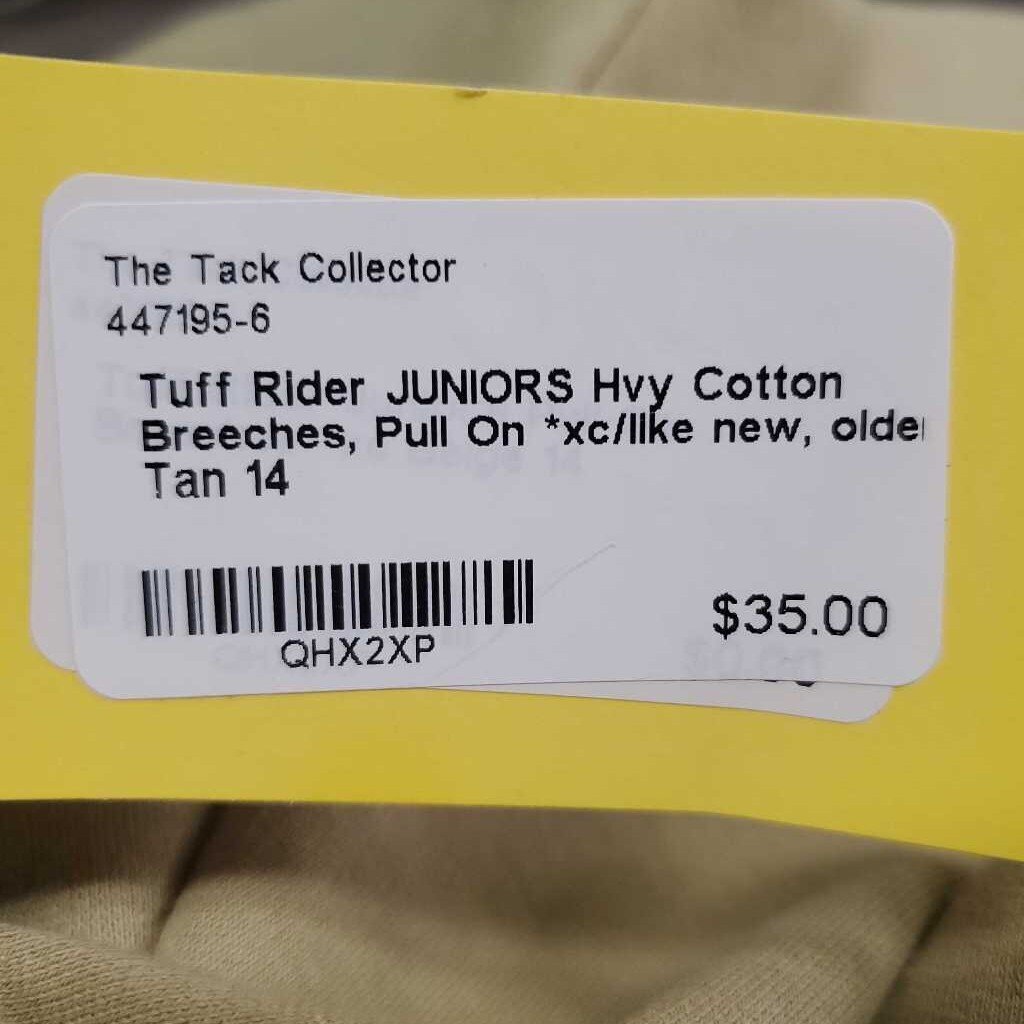 The Tack Collector
447195-6
Tuff Rider JUNIORS Hvy Cotton
Breeches, Pull On *xc/like new, older
Tan 14
QHX2XP
$35.00